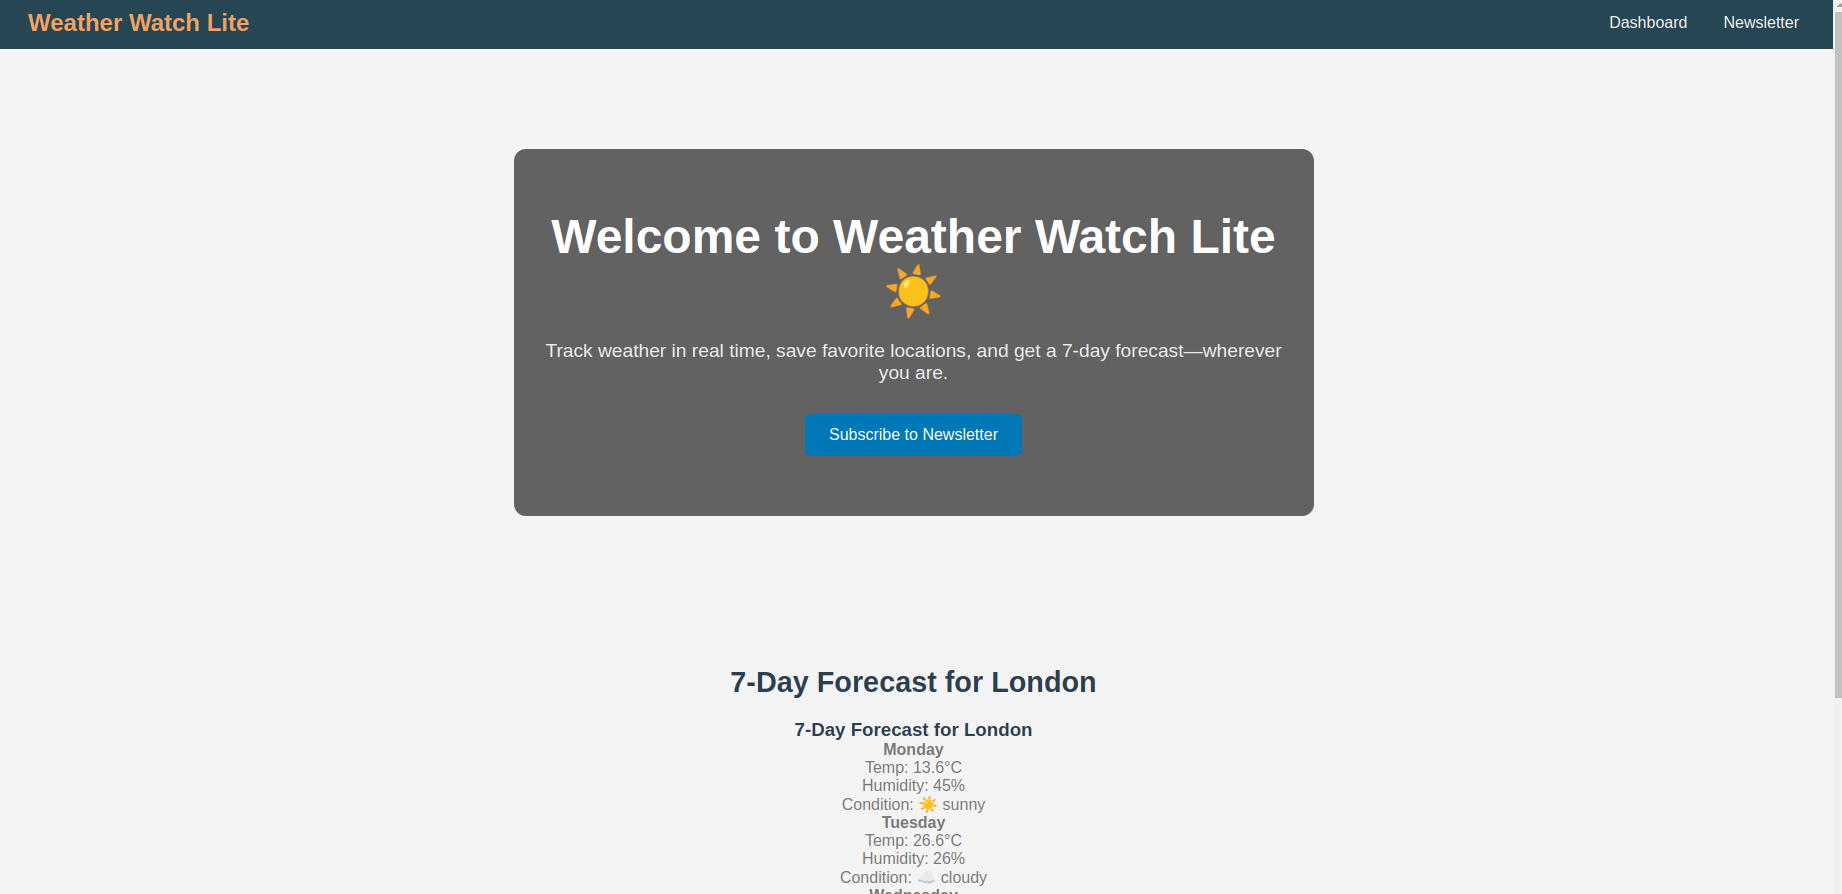 Weather Watch Lite
Dashboard
Newsletter
Welcome to Weather Watch Lite
☀️
Track weather in real time, save favorite locations, and get a 7-day forecast—wherever
you are.
Subscribe to Newsletter
7-Day Forecast for London
7-Day Forecast for London
Monday
Temp: 13.6°C
Humidity: 45%
Condition: ☀️ sunny
Tuesday
Temp: 26.6°C
Humidity: 26%
Condition: ☁️ cloudy
Wednesday